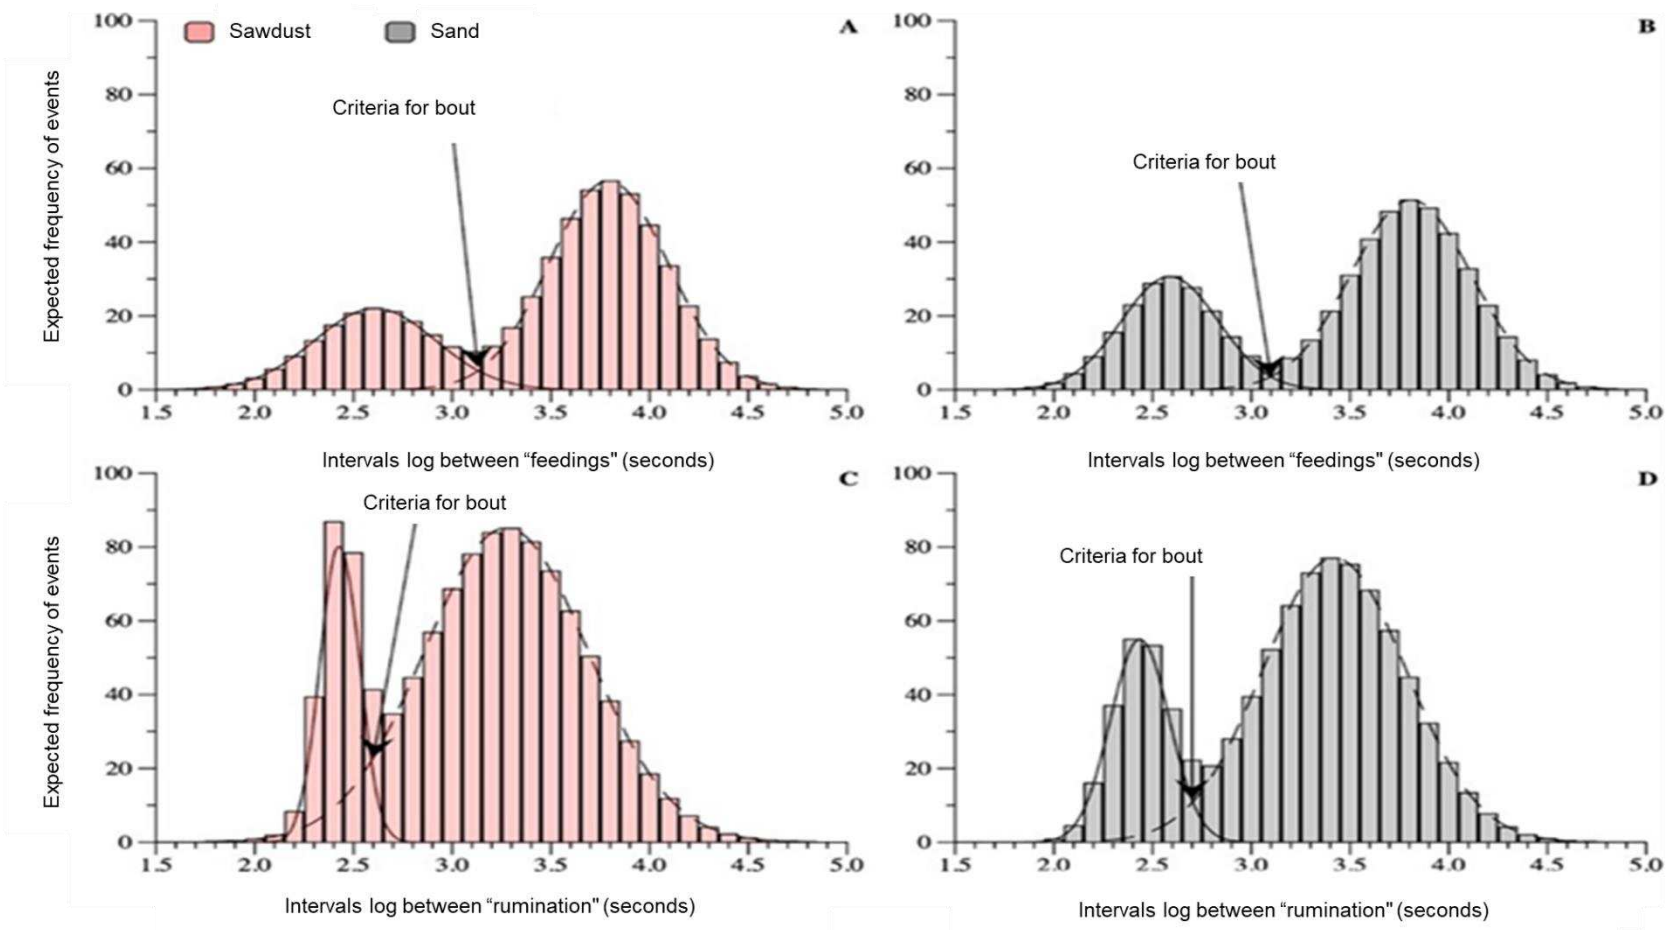 100
Sawdust
Sand
A
80
Criteria for bout
60
40
20
0
1.5 2.0 2.5 3.0 3.5 4.0 4.5 5.0
Expected frequency of events
Intervals log between “feedings" (seconds)
100
B
80
Criteria for bout
60
40
20
0
1.5 2.0 2.5 3.0 3.5 4.0 4.5 5.0
Intervals log between “feedings" (seconds)
100
C
Criteria for bout
80
60
40
20
0
1.5 2.0 2.5 3.0 3.5 4.0 4.5 5.0
Expected frequency of events
Intervals log between “rumination" (seconds)
100
D
80
Criteria for bout
60
40
20
0
1.5 2.0 2.5 3.0 3.5 4.0 4.5 5.0
Intervals log between “rumination" (seconds)